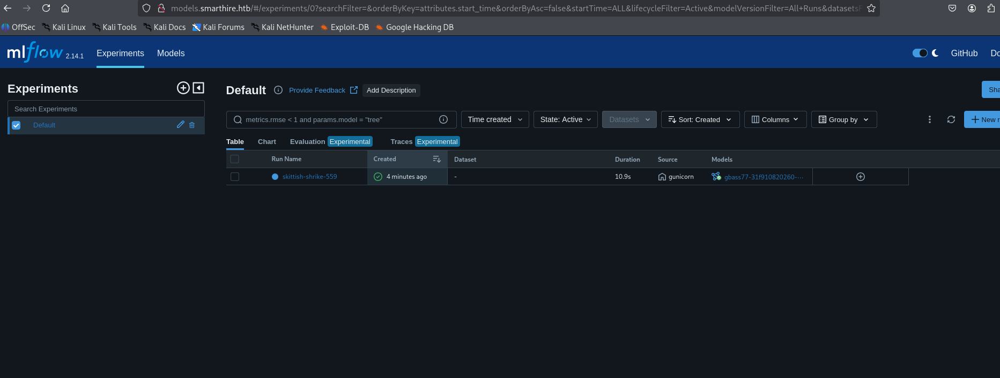 models.smarthire.htb/#/experiments/0?searchFilter=&orderByKey=attributes.start_time&orderByAsc=false&startTime=ALL&lifecycleFilter=Active&modelVersionFilter=All+Runs&datasetsF
OffSec Kali Linux Kali Tools Kali Docs Kali Forums Kali NetHunter Exploit-DB Google Hacking DB
mlflow 2.14.1 Experiments Models GitHub Do
Experiments
Default Provide Feedback Add Description
Sha
Search Experiments
Default
metrics.rmse < 1 and params.model = "tree" Time created State: Active Datasets Sort: Created Columns Group by New r
Table Chart Evaluation Experimental Traces Experimental
Run Name Created Dataset Duration Source Models
skittish-shrike-559 4 minutes ago - 10.9s gunicorn gbass77-31f910820260-···